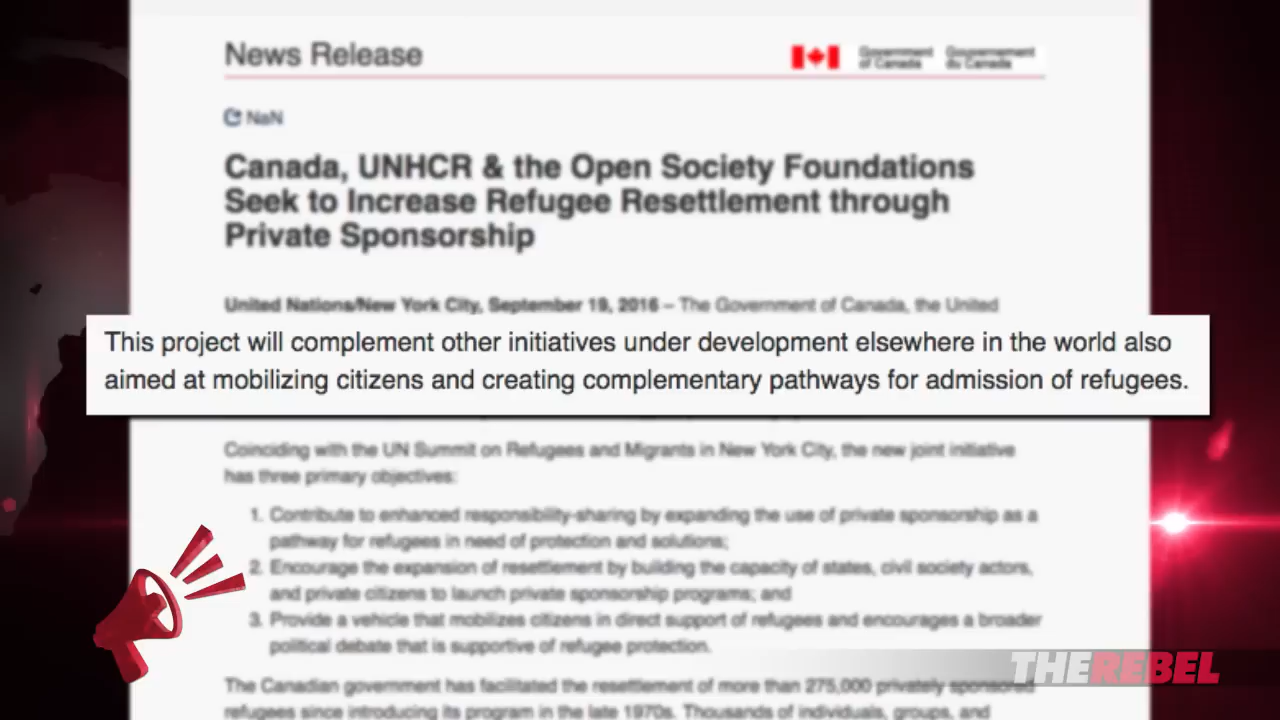 News Release
Government Gouvernement
of Canada du Canada
NaN
Canada, UNHCR & the Open Society Foundations
Seek to Increase Refugee Resettlement through
Private Sponsorship
United Nations/New York City, September 19, 2016 – The Government of Canada, the United
This project will complement other initiatives under development elsewhere in the world also
aimed at mobilizing citizens and creating complementary pathways for admission of refugees.
Coinciding with the UN Summit on Refugees and Migrants in New York City, the new joint initiative
has three primary objectives:
1. Contribute to enhanced responsibility-sharing by expanding the use of private sponsorship as a
pathway for refugees in need of protection and solutions;
2. Encourage the expansion of resettlement by building the capacity of states, civil society actors,
and private citizens to launch private sponsorship programs; and
3. Provide a vehicle that mobilizes citizens in direct support of refugees and encourages a broader
political debate that is supportive of refugee protection.
THEREBEL
The Canadian government has facilitated the resettlement of more than 275,000 privately sponsored
refugees since introducing its program in the late 1970s. Thousands of individuals, groups, and